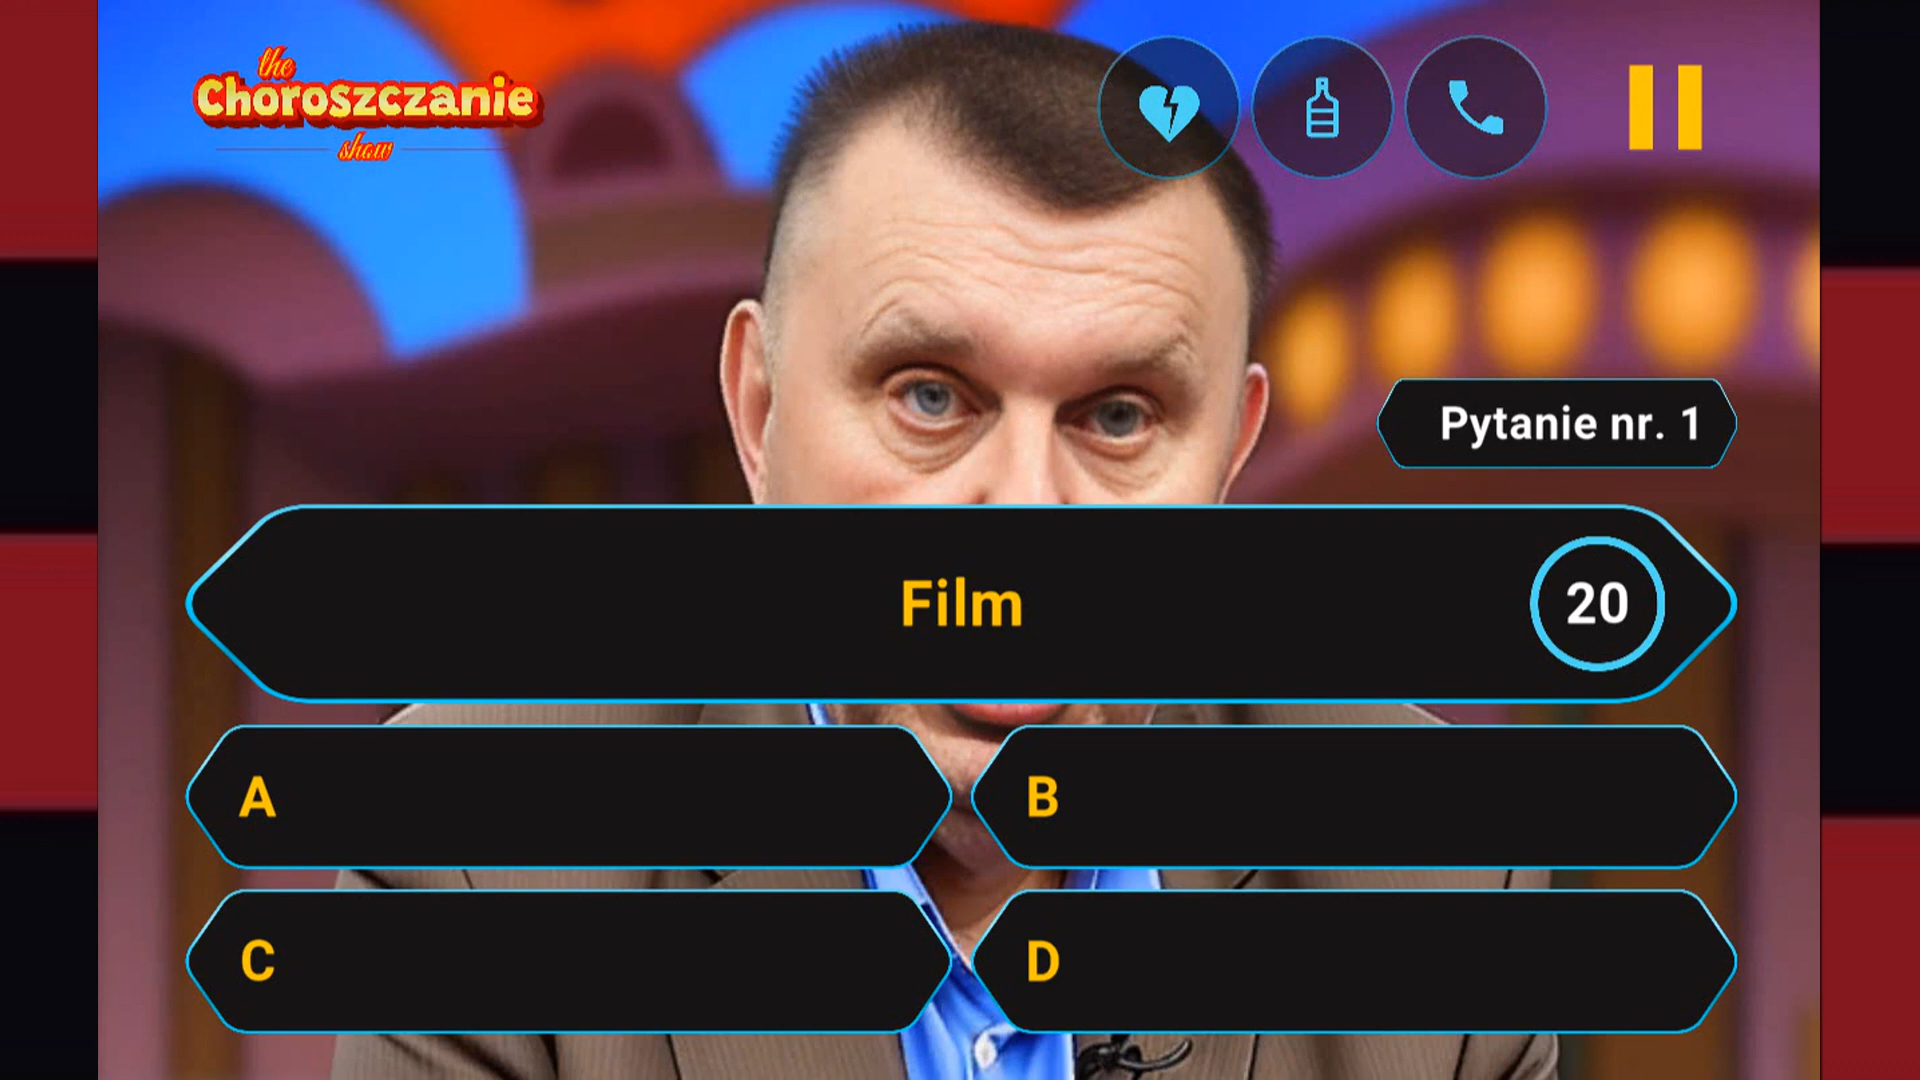 the
Choroszczanie
show
Pytanie nr. 1
Film
20
A
B
C
D